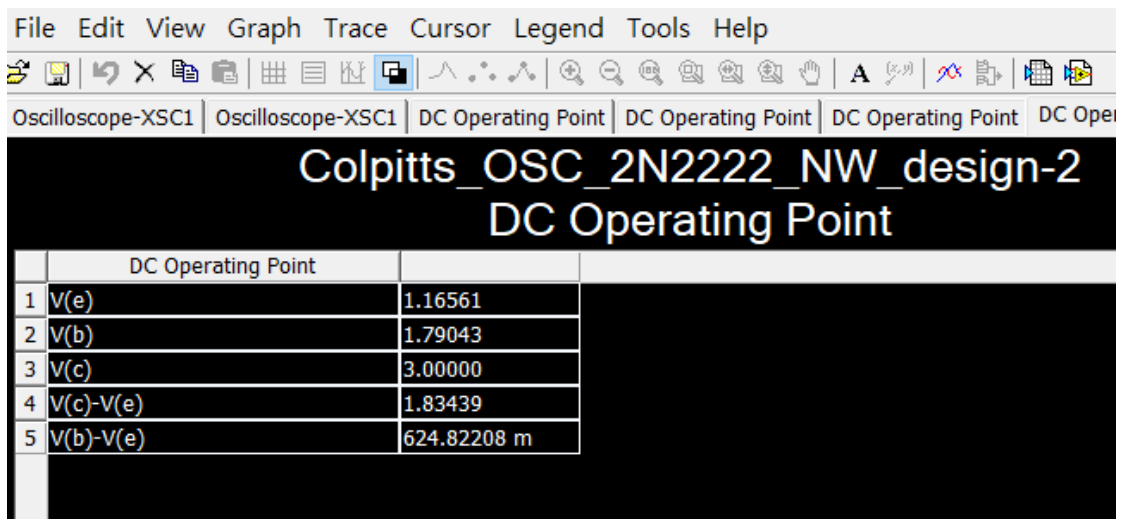 File Edit View Graph Trace Cursor Legend Tools Help
Oscilloscope-XSC1 Oscilloscope-XSC1 DC Operating Point DC Operating Point DC Operating Point DC Oper
Colpitts_OSC_2N2222_NW_design-2
DC Operating Point
DC Operating Point
1 V(e) 1.16561
2 V(b) 1.79043
3 V(c) 3.00000
4 V(c)-V(e) 1.83439
5 V(b)-V(e) 624.82208 m